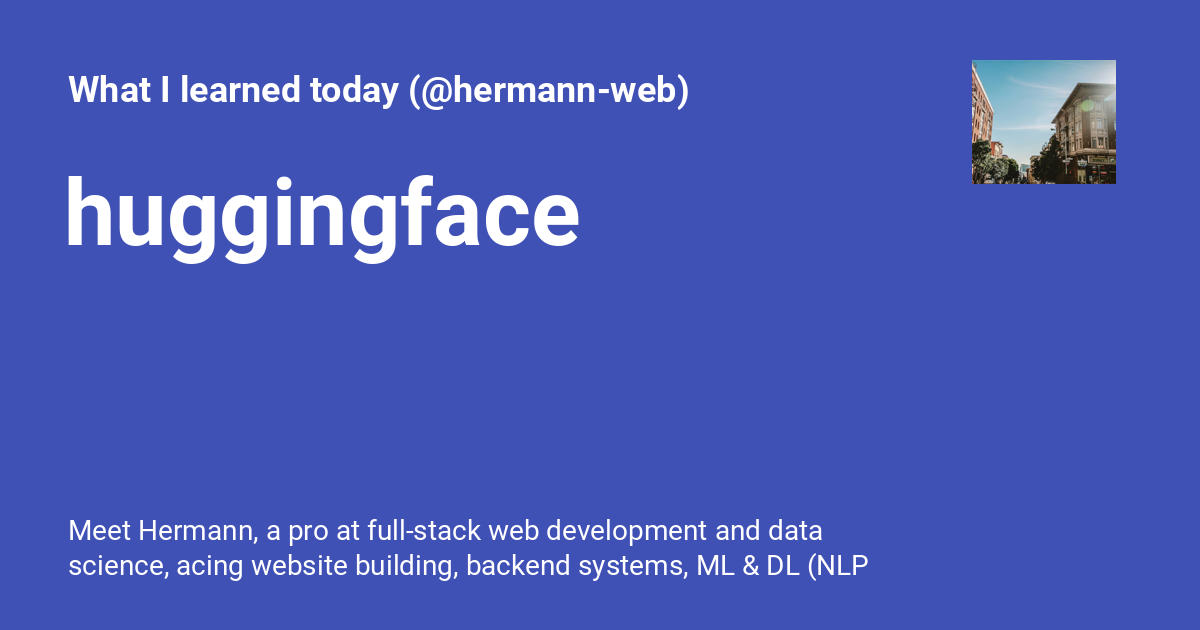 What I learned today (@hermann-web)
huggingface
Meet Hermann, a pro at full-stack web development and data
science, acing website building, backend systems, ML & DL (NLP